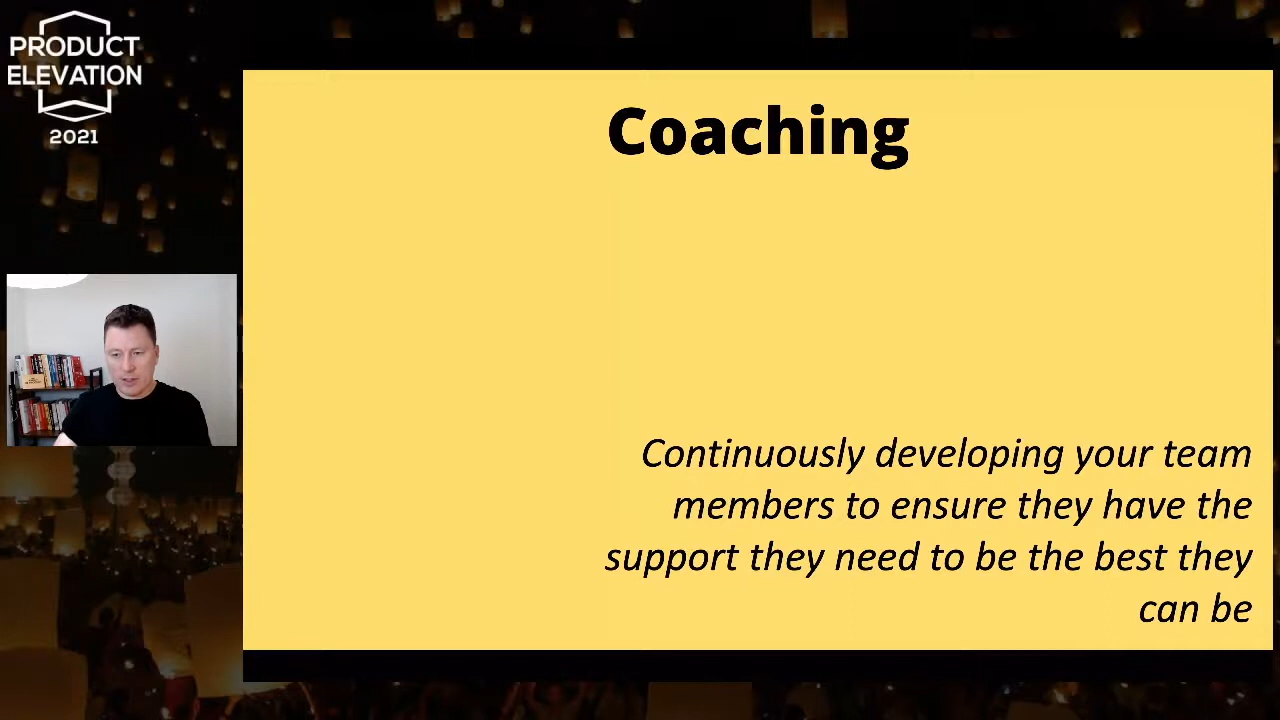 PRODUCT
ELEVATION
2021
Coaching
Continuously developing your team
members to ensure they have the
support they need to be the best they
can be